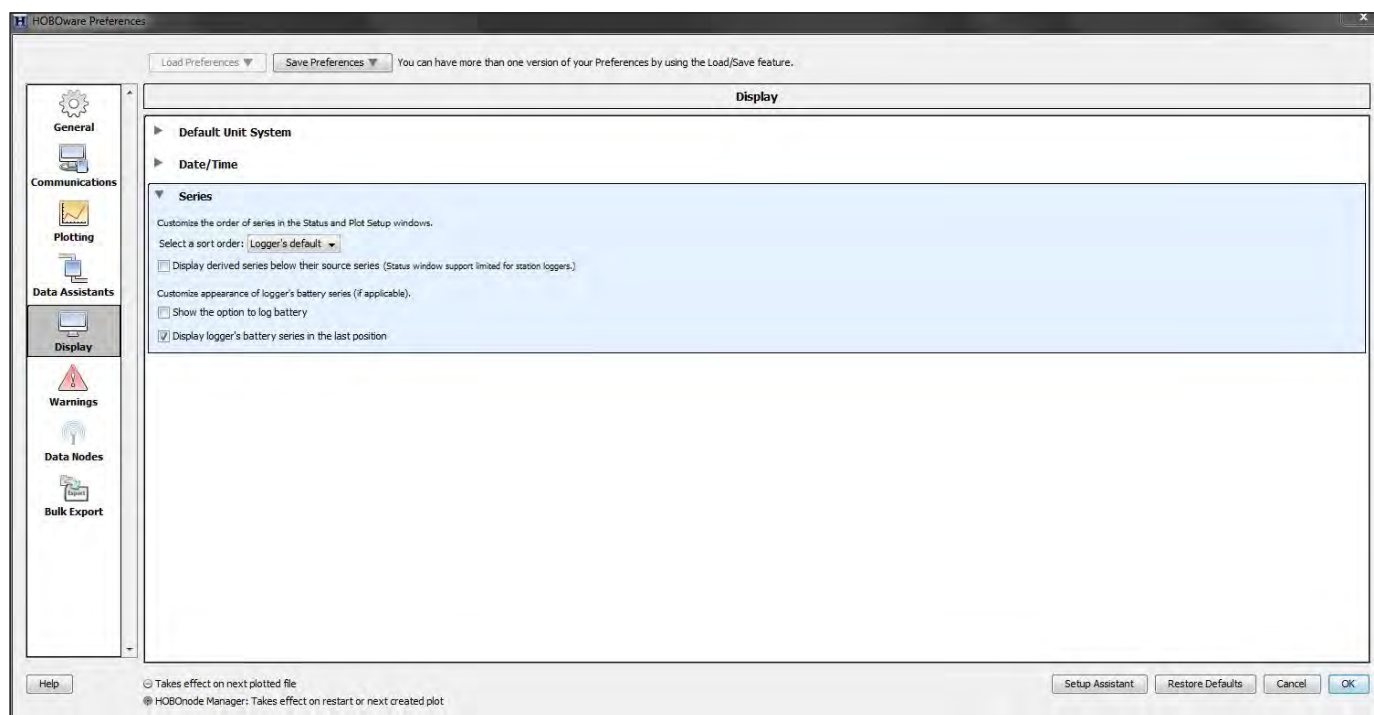 HOBOware Preferences
Load Preferences Save Preferences You can have more than one version of your Preferences by using the Load/Save feature.
General
Communications
Plotting
Data Assistants
Display
Warnings
Data Nodes
Export
Bulk Export
Display
Default Unit System
Date/Time
Series
Customize the order of series in the Status and Plot Setup windows.
Select a sort order: Logger's default
Display derived series below their source series (Status window support limited for station loggers.)
Customize appearance of logger's battery series (if applicable).
Show the option to log battery
Display logger's battery series in the last position
Help
Takes effect on next plotted file
HOBOnode Manager: Takes effect on restart or next created plot
Setup Assistant Restore Defaults Cancel OK